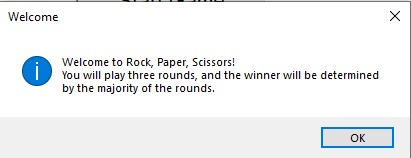 Welcome
Welcome to Rock, Paper, Scissors!
You will play three rounds, and the winner will be determined
by the majority of the rounds.
OK